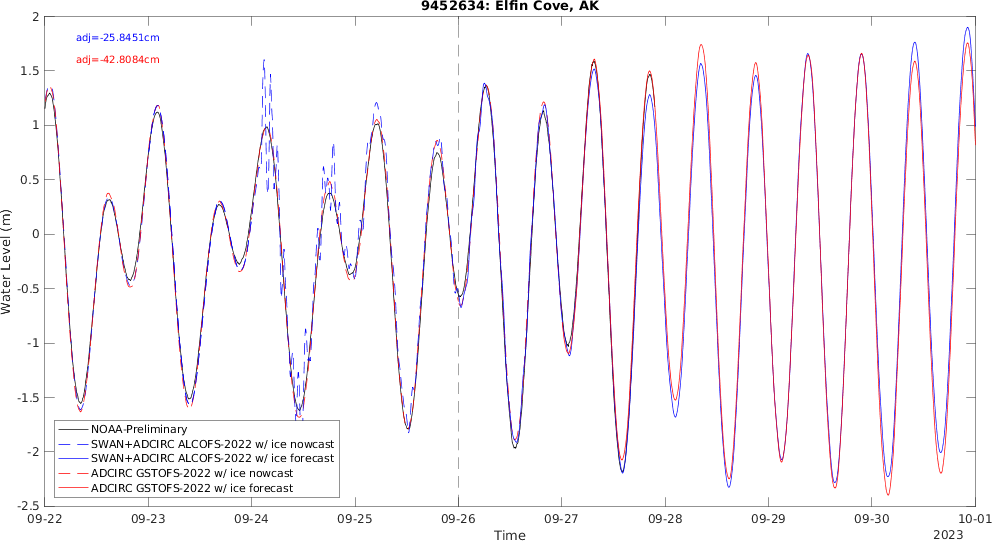 9452634: Elfin Cove, AK
adj=-25.8451cm
adj=-42.8084cm
2
1.5
1
0.5
0
-0.5
-1
-1.5
-2
-2.5
Water Level (m)
NOAA-Preliminary
SWAN+ADCIRC ALCOFS-2022 w/ ice nowcast
SWAN+ADCIRC ALCOFS-2022 w/ ice forecast
ADCIRC GSTOFS-2022 w/ ice nowcast
ADCIRC GSTOFS-2022 w/ ice forecast
09-22 09-23 09-24 09-25 09-26 09-27 09-28 09-29 09-30 10-01
Time
2023